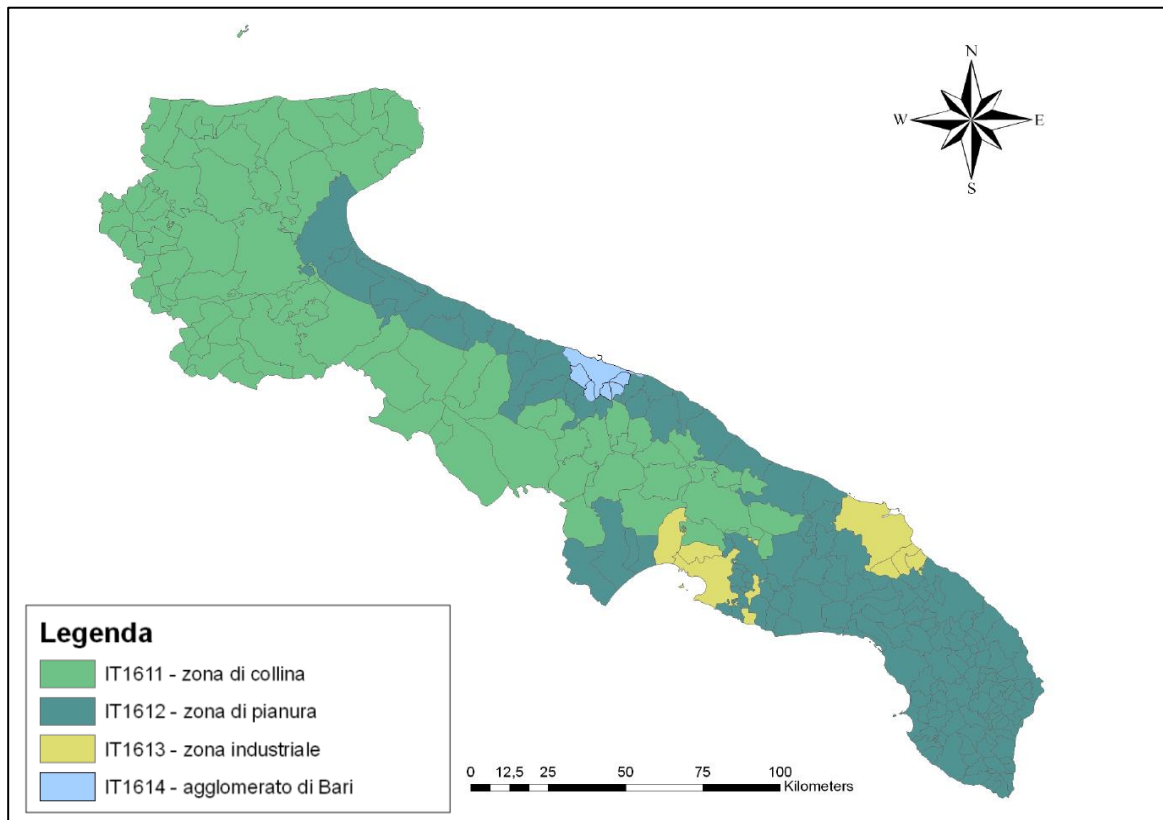 N
W E
S
Legenda
IT1611 - zona di collina
IT1612 - zona di pianura
IT1613 - zona industriale
IT1614 - agglomerato di Bari
0 12,5 25 50 75 100
Kilometers